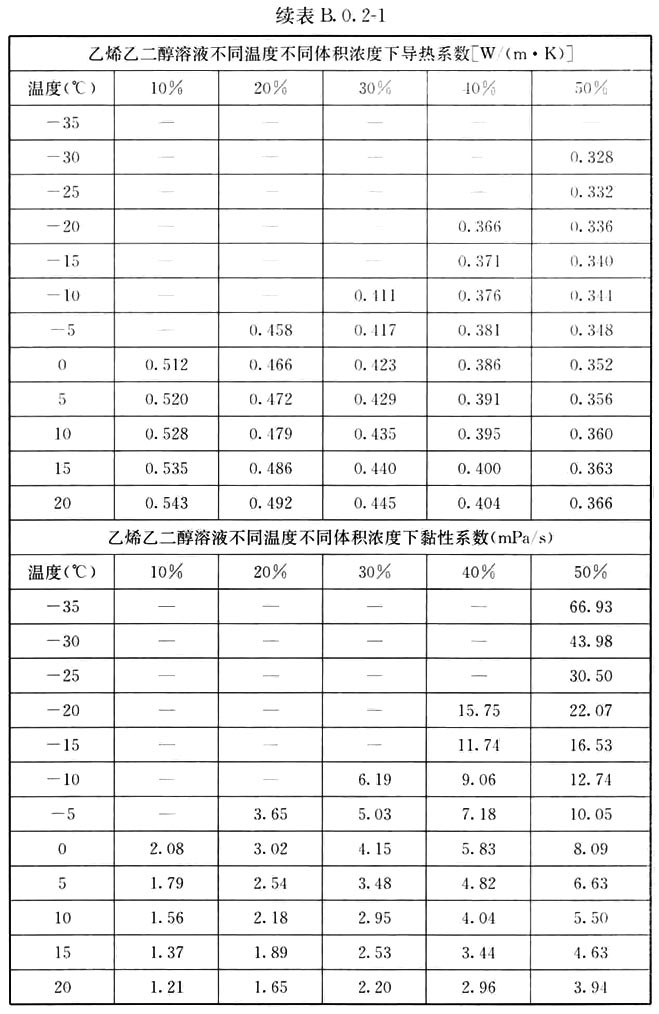 续表 B.0.2-1
乙烯乙二醇溶液不同温度不同体积浓度下导热系数[W/(m·K)]
温度(℃) 10% 20% 30% 40% 50%
-35 — — — — —
-30 — — — — 0.328
-25 — — — — 0.332
-20 — — — 0.366 0.336
-15 — — — 0.371 0.340
-10 — — 0.411 0.376 0.344
-5 — 0.458 0.417 0.381 0.348
0 0.512 0.466 0.423 0.386 0.352
5 0.520 0.472 0.429 0.391 0.356
10 0.528 0.479 0.435 0.395 0.360
15 0.535 0.486 0.440 0.400 0.363
20 0.543 0.492 0.445 0.404 0.366
乙烯乙二醇溶液不同温度不同体积浓度下黏性系数(mPa/s)
温度(℃) 10% 20% 30% 40% 50%
-35 — — — — 66.93
-30 — — — — 43.98
-25 — — — — 30.50
-20 — — — 15.75 22.07
-15 — — — 11.74 16.53
-10 — — 6.19 9.06 12.74
-5 — 3.65 5.03 7.18 10.05
0 2.08 3.02 4.15 5.83 8.09
5 1.79 2.54 3.48 4.82 6.63
10 1.56 2.18 2.95 4.04 5.50
15 1.37 1.89 2.53 3.44 4.63
20 1.21 1.65 2.20 2.96 3.94